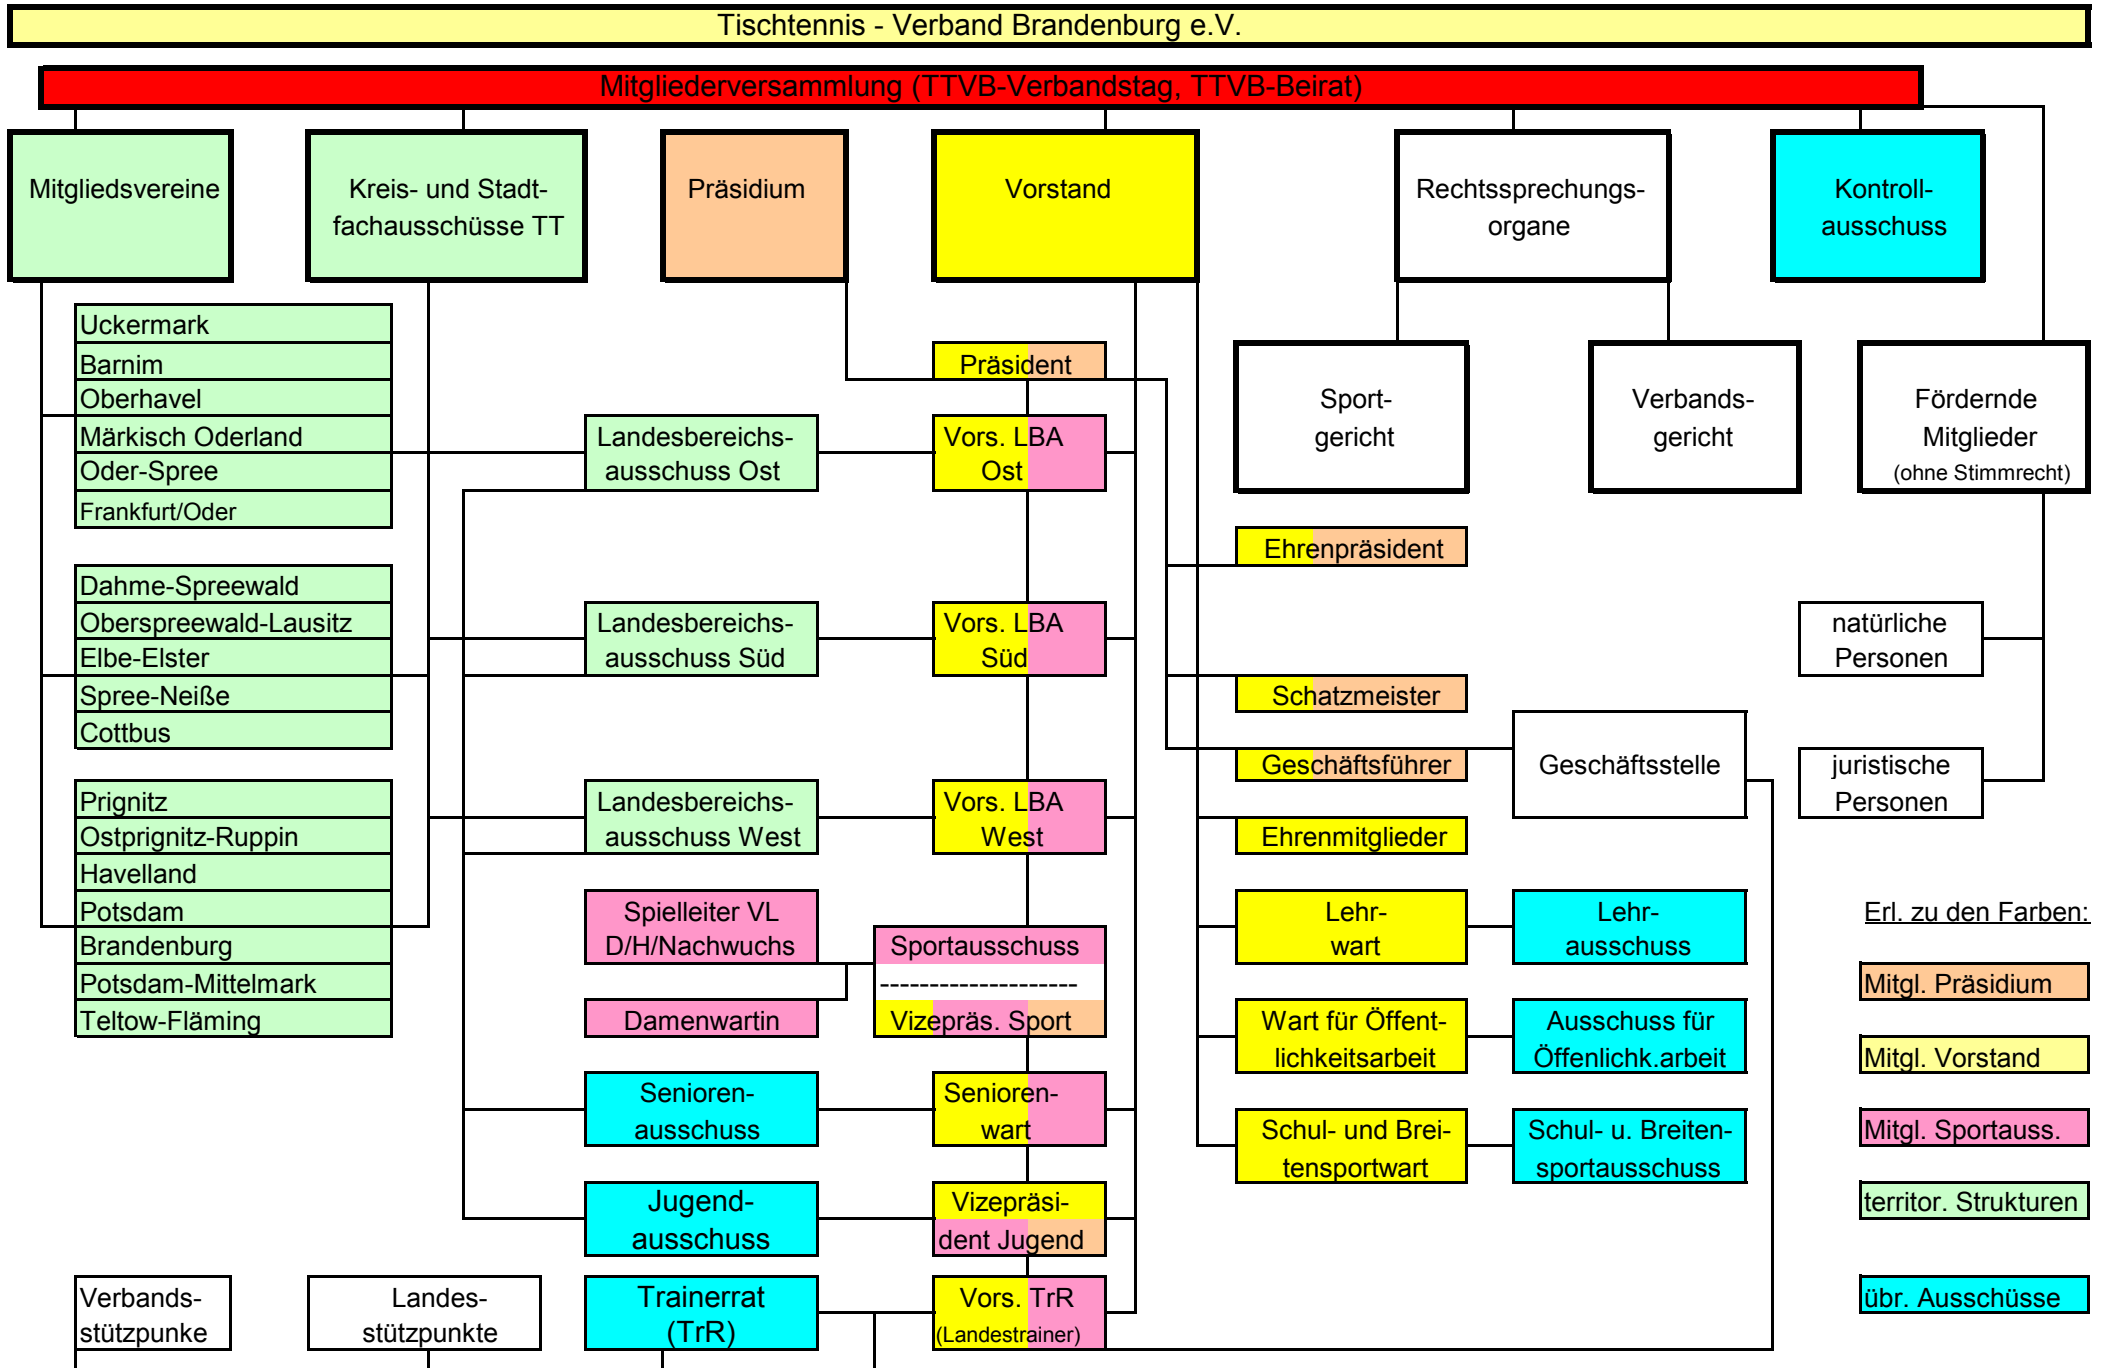 Tischtennis - Verband Brandenburg e.V.
Mitgliederversammlung (TTVB-Verbandstag, TTVB-Beirat)
Mitgliedsvereine
Kreis- und Stadt-
fachausschüsse TT
Präsidium
Vorstand
Rechtssprechungs-
organe
Kontroll-
ausschuss
Uckermark
Barnim
Oberhavel
Märkisch Oderland
Oder-Spree
Frankfurt/Oder
Dahme-Spreewald
Oberspreewald-Lausitz
Elbe-Elster
Spree-Neiße
Cottbus
Prignitz
Ostprignitz-Ruppin
Havelland
Potsdam
Brandenburg
Potsdam-Mittelmark
Teltow-Fläming
Landesbereichs-
ausschuss Ost
Landesbereichs-
ausschuss Süd
Landesbereichs-
ausschuss West
Spielleiter VL
D/H/Nachwuchs
Damenwartin
Senioren-
ausschuss
Jugend-
ausschuss
Trainerrat
(TrR)
Präsident
Vors. LBA
Ost
Vors. LBA
Süd
Vors. LBA
West
Sportausschuss
--------------------
Vizepräs. Sport
Senioren-
wart
Vizepräsi-
dent Jugend
Vors. TrR
(Landestrainer)
Sport-
gericht
Verbands-
gericht
Fördernde
Mitglieder
(ohne Stimmrecht)
Ehrenpräsident
Schatzmeister
Geschäftsführer
Geschäftsstelle
Ehrenmitglieder
Lehr-
wart
Lehr-
ausschuss
Wart für Öffent-
lichkeitsarbeit
Ausschuss für
Öffenlichk.arbeit
Schul- und Brei-
tensportwart
Schul- u. Breiten-
sportausschuss
natürliche
Personen
juristische
Personen
Erl. zu den Farben:
Mitgl. Präsidium
Mitgl. Vorstand
Mitgl. Sportauss.
territor. Strukturen
übr. Ausschüsse
Verbands-
stützpunke
Landes-
stützpunkte